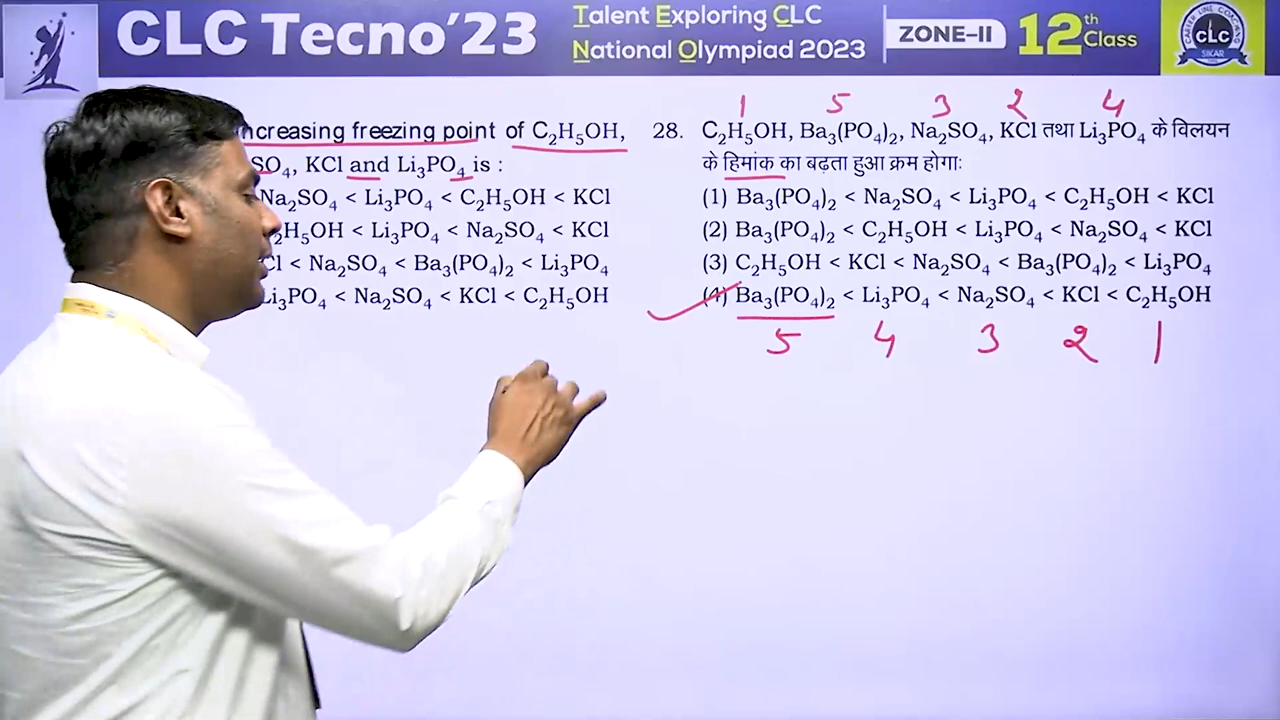 CLC Tecno'23
Talent Exploring CLC
National Olympiad 2023
ZONE–II
12th Class
CLC
SIKAR
increasing freezing point of C₂H₅OH,
SO₄, KCl and Li₃PO₄ is :
Na₂SO₄ < Li₃PO₄ < C₂H₅OH < KCl
H₅OH < Li₃PO₄ < Na₂SO₄ < KCl
< Na₂SO₄ < Ba₃(PO₄)₂ < Li₃PO₄
Li₃PO₄ < Na₂SO₄ < KCl < C₂H₅OH
1 5 3 2 4
28. C₂H₅OH, Ba₃(PO₄)₂, Na₂SO₄, KCl तथा Li₃PO₄ के विलयन
के हिमांक का बढ़ता हुआ क्रम होगाः
(1) Ba₃(PO₄)₂ < Na₂SO₄ < Li₃PO₄ < C₂H₅OH < KCl
(2) Ba₃(PO₄)₂ < C₂H₅OH < Li₃PO₄ < Na₂SO₄ < KCl
(3) C₂H₅OH < KCl < Na₂SO₄ < Ba₃(PO₄)₂ < Li₃PO₄
(4) Ba₃(PO₄)₂ < Li₃PO₄ < Na₂SO₄ < KCl < C₂H₅OH
5 4 3 2 1